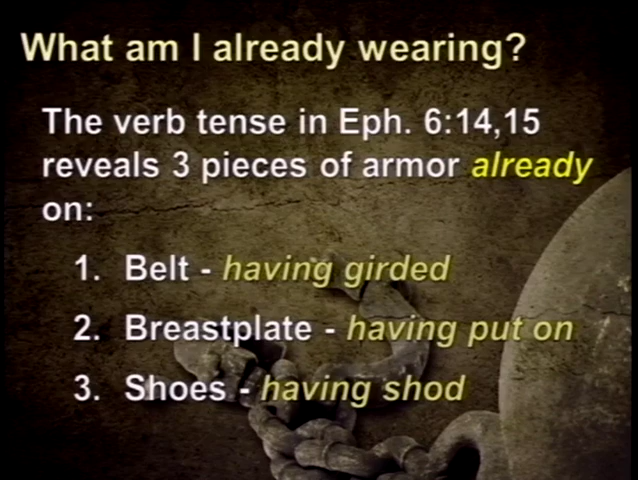 What am I already wearing?
The verb tense in Eph. 6:14,15
reveals 3 pieces of armor already
on:
1. Belt - having girded
2. Breastplate - having put on
3. Shoes - having shod